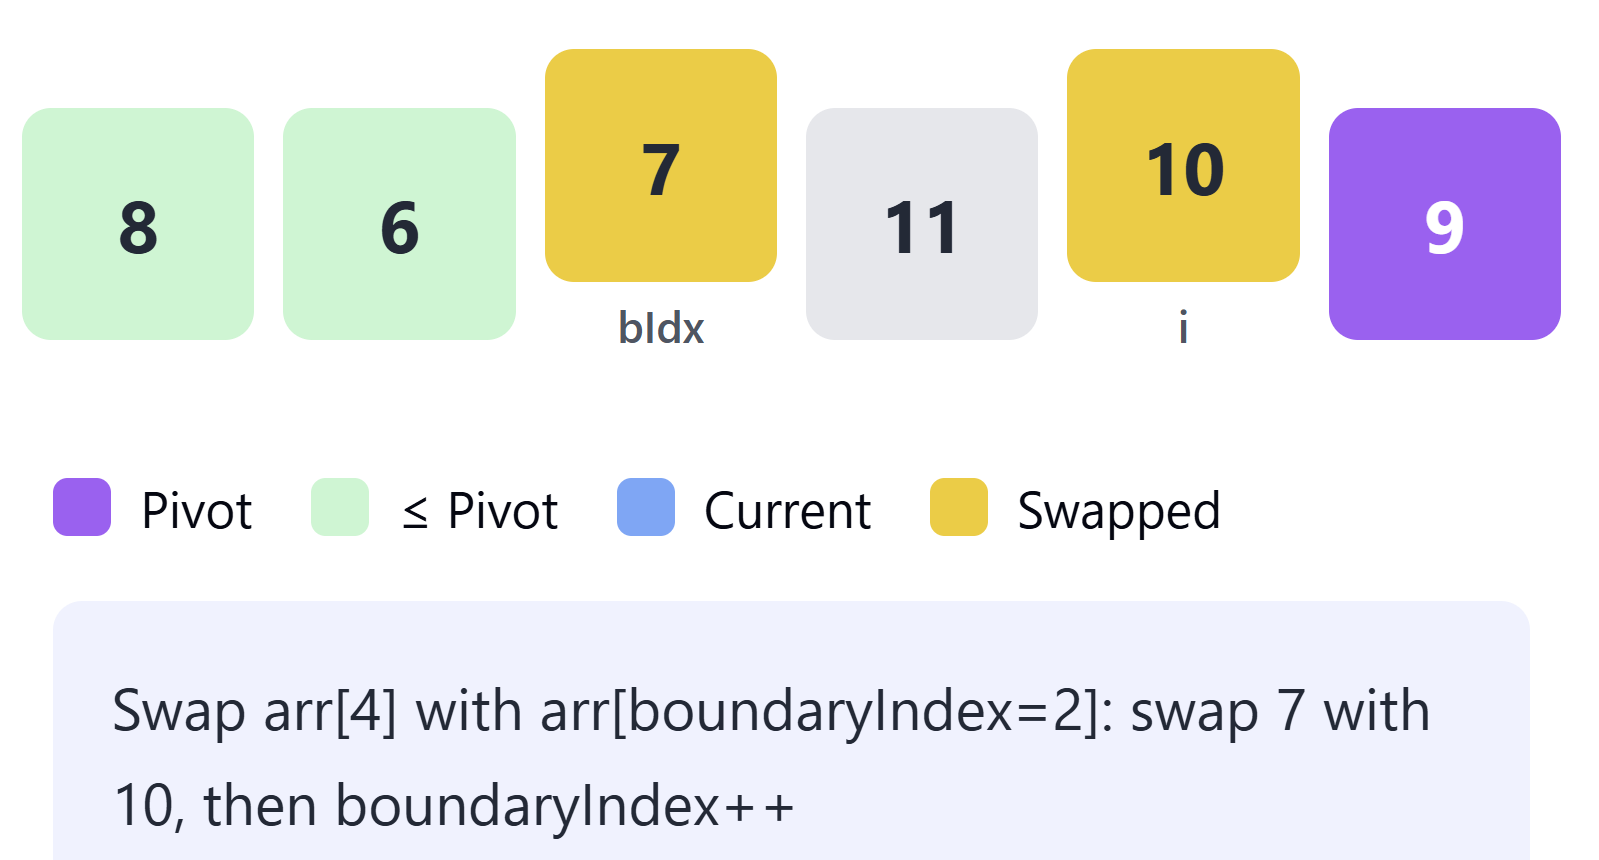 8 6 7 11 10 9
bIdx i
Pivot ≤ Pivot Current Swapped
Swap arr[4] with arr[boundaryIndex=2]: swap 7 with
10, then boundaryIndex++